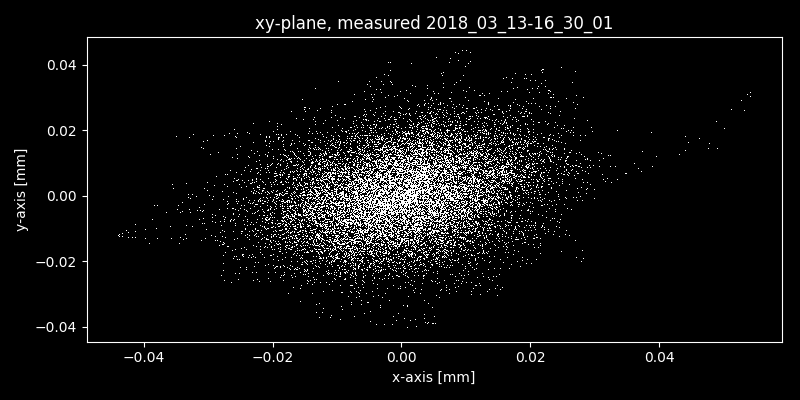 xy-plane, measured 2018_03_13-16_30_01
0.04
0.02
0.00
−0.02
−0.04
y-axis [mm]
−0.04 −0.02 0.00 0.02 0.04
x-axis [mm]